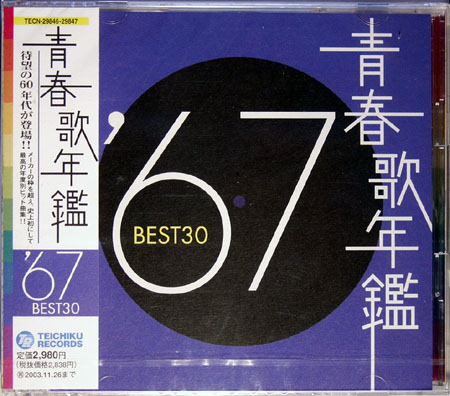 TECN-29846-29847
青春歌年鑑
待望の60年代が登場!!
メーカーの枠を超え、史上初にして
最高の年度別ヒット曲集!!
'67
BEST30
TEICHIKU
RECORDS
定価2,980円
(税抜価格2,838円)
2003.11.26まで
'67
BEST30
青春歌年鑑